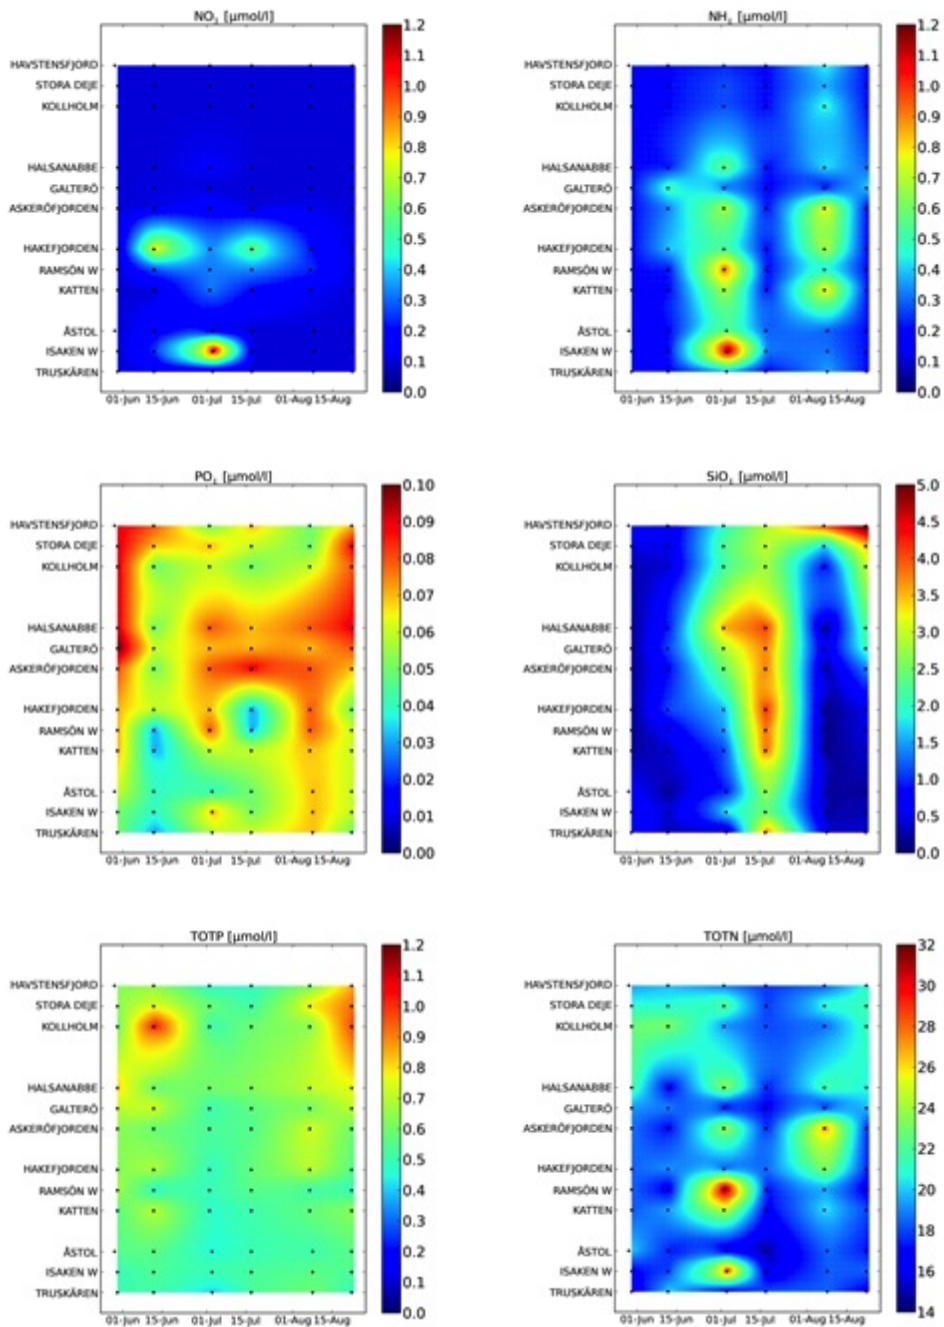 NO [µmol/l]
HAVSTENSFJORD
STORA DEJE
KOLLHOLM
HALSANABBE
GALTERÖ
ASKERÖFJORDEN
HAKEFJORDEN
RAMSÖN W
KATTEN
ÅSTOL
ISAKEN W
TRUSKÄREN
01-Jun 15-Jun 01-Jul 15-Jul 01-Aug 15-Aug
1.2
1.1
1.0
0.9
0.8
0.7
0.6
0.5
0.4
0.3
0.2
0.1
0.0
NH [µmol/l]
HAVSTENSFJORD
STORA DEJE
KOLLHOLM
HALSANABBE
GALTERÖ
ASKERÖFJORDEN
HAKEFJORDEN
RAMSÖN W
KATTEN
ÅSTOL
ISAKEN W
TRUSKÄREN
01-Jun 15-Jun 01-Jul 15-Jul 01-Aug 15-Aug
1.2
1.1
1.0
0.9
0.8
0.7
0.6
0.5
0.4
0.3
0.2
0.1
0.0
PO [µmol/l]
HAVSTENSFJORD
STORA DEJE
KOLLHOLM
HALSANABBE
GALTERÖ
ASKERÖFJORDEN
HAKEFJORDEN
RAMSÖN W
KATTEN
ÅSTOL
ISAKEN W
TRUSKÄREN
01-Jun 15-Jun 01-Jul 15-Jul 01-Aug 15-Aug
0.10
0.09
0.08
0.07
0.06
0.05
0.04
0.03
0.02
0.01
0.00
SiO [µmol/l]
HAVSTENSFJORD
STORA DEJE
KOLLHOLM
HALSANABBE
GALTERÖ
ASKERÖFJORDEN
HAKEFJORDEN
RAMSÖN W
KATTEN
ÅSTOL
ISAKEN W
TRUSKÄREN
01-Jun 15-Jun 01-Jul 15-Jul 01-Aug 15-Aug
5.0
4.5
4.0
3.5
3.0
2.5
2.0
1.5
1.0
0.5
0.0
TOTP [µmol/l]
HAVSTENSFJORD
STORA DEJE
KOLLHOLM
HALSANABBE
GALTERÖ
ASKERÖFJORDEN
HAKEFJORDEN
RAMSÖN W
KATTEN
ÅSTOL
ISAKEN W
TRUSKÄREN
01-Jun 15-Jun 01-Jul 15-Jul 01-Aug 15-Aug
1.2
1.1
1.0
0.9
0.8
0.7
0.6
0.5
0.4
0.3
0.2
0.1
0.0
TOTN [µmol/l]
HAVSTENSFJORD
STORA DEJE
KOLLHOLM
HALSANABBE
GALTERÖ
ASKERÖFJORDEN
HAKEFJORDEN
RAMSÖN W
KATTEN
ÅSTOL
ISAKEN W
TRUSKÄREN
01-Jun 15-Jun 01-Jul 15-Jul 01-Aug 15-Aug
32
30
28
26
24
22
20
18
16
14